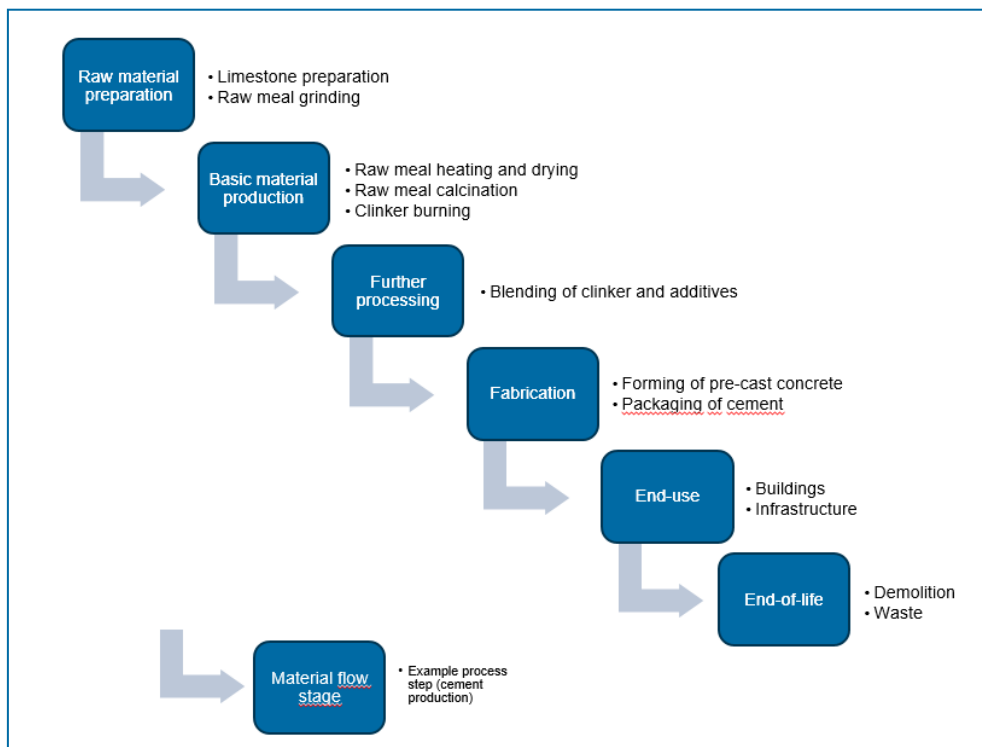 Raw material
preparation
• Limestone preparation
• Raw meal grinding
Basic material
production
• Raw meal heating and drying
• Raw meal calcination
• Clinker burning
Further
processing
• Blending of clinker and additives
Fabrication
• Forming of pre-cast concrete
• Packaging of cement
End-use
• Buildings
• Infrastructure
End-of-life
• Demolition
• Waste
Material flow
stage
• Example process
step (cement
production)